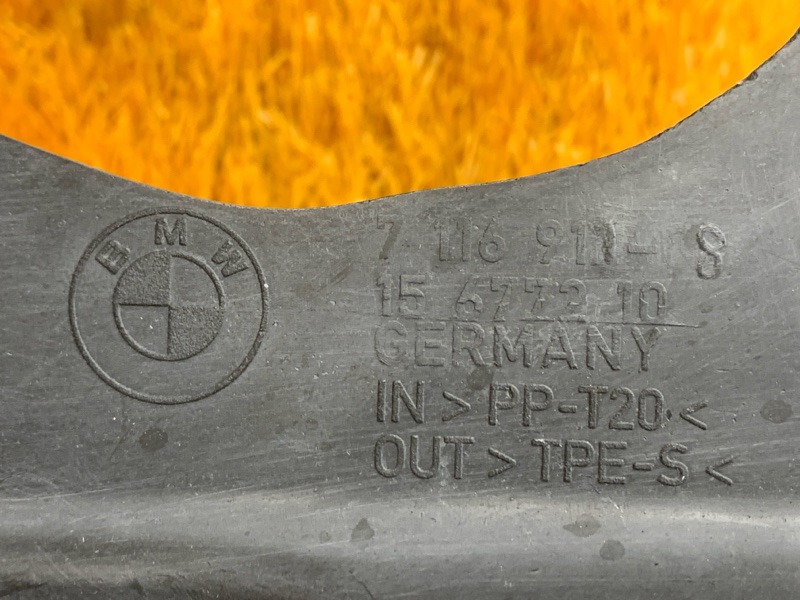 BMW
7 116 911- 8
15 6772 10
GERMANY
IN >PP-T20<
OUT >TPE-S<